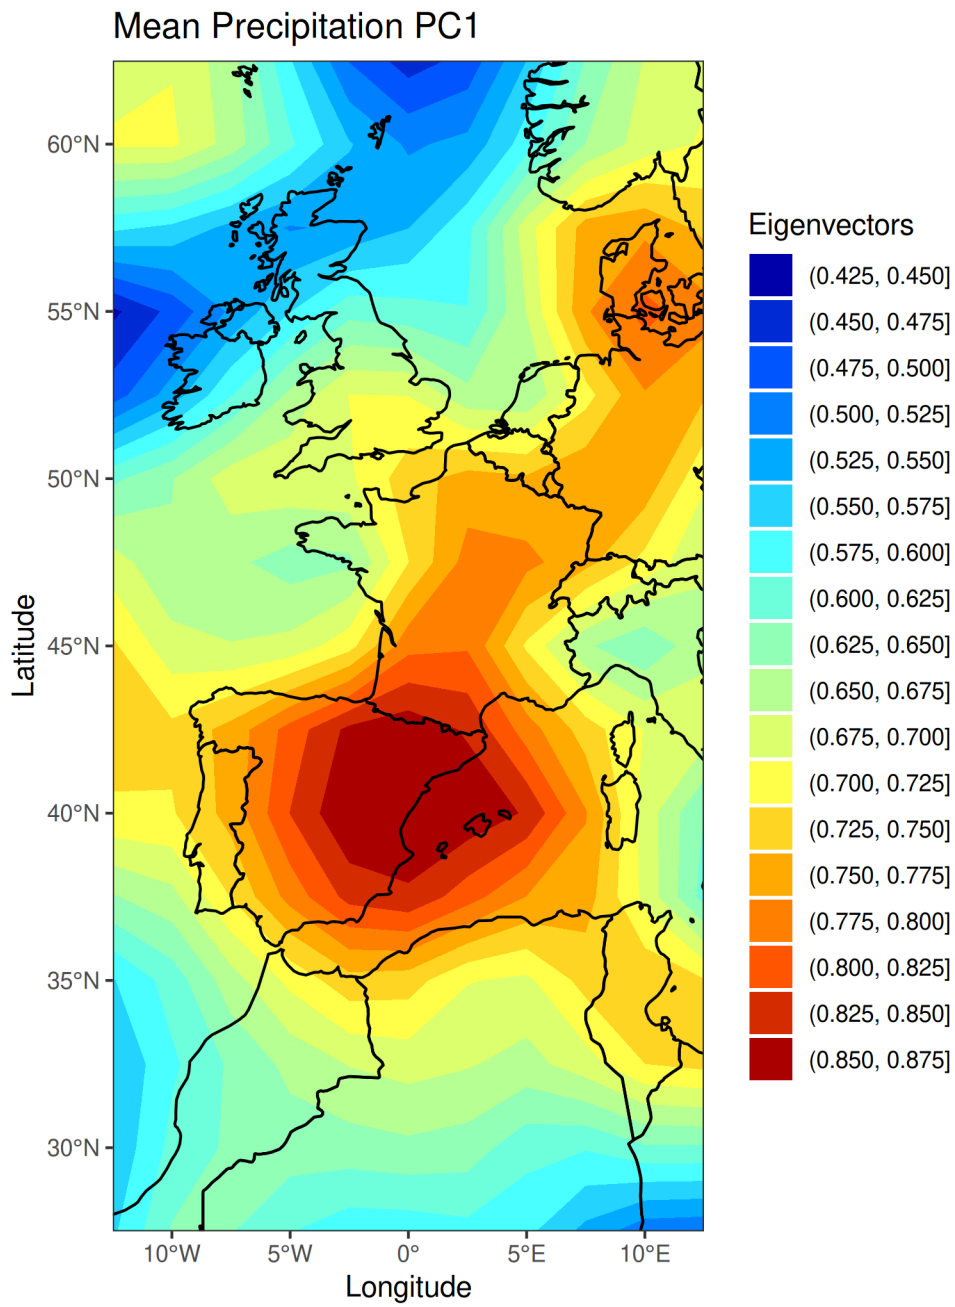 Mean Precipitation PC1
60°N
55°N
50°N
45°N
40°N
35°N
30°N
Latitude
10°W 5°W 0° 5°E 10°E
Longitude
Eigenvectors
(0.425, 0.450]
(0.450, 0.475]
(0.475, 0.500]
(0.500, 0.525]
(0.525, 0.550]
(0.550, 0.575]
(0.575, 0.600]
(0.600, 0.625]
(0.625, 0.650]
(0.650, 0.675]
(0.675, 0.700]
(0.700, 0.725]
(0.725, 0.750]
(0.750, 0.775]
(0.775, 0.800]
(0.800, 0.825]
(0.825, 0.850]
(0.850, 0.875]